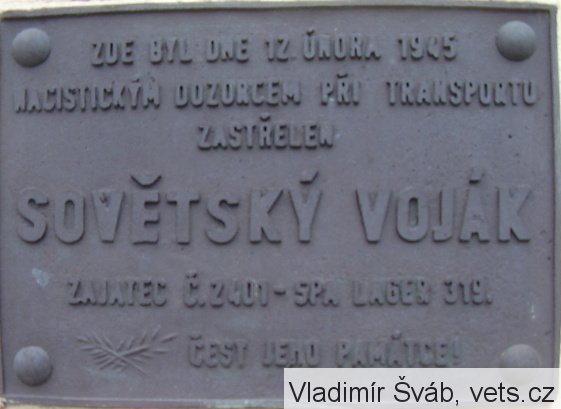 ZDE BYL DNE 12. ÚNORA 1945
NACISTICKÝM DOZORCEM PŘI TRANSPORTU
ZASTŘELEN
SOVĚTSKÝ VOJÁK
ZAJATEC Č. 2401 - SPA LAGER 319.
ČEST JEHO PAMÁTCE!
Vladimír Šváb, vets.cz